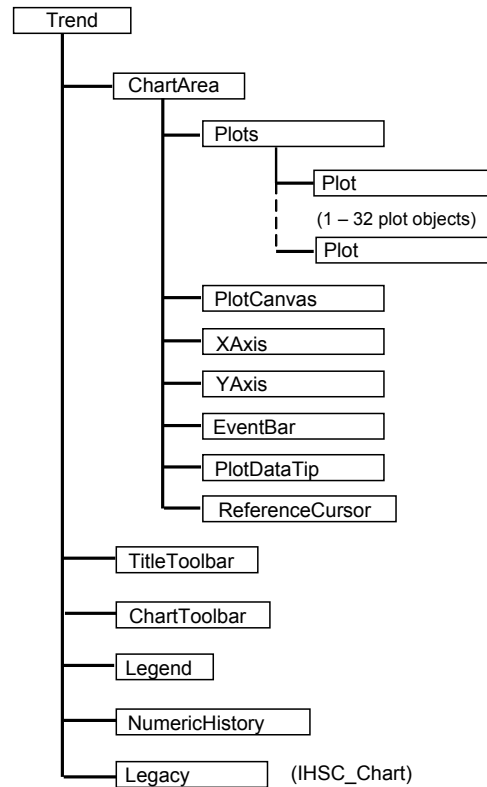 Trend
ChartArea
Plots
Plot
(1 – 32 plot objects)
Plot
PlotCanvas
XAxis
YAxis
EventBar
PlotDataTip
ReferenceCursor
TitleToolbar
ChartToolbar
Legend
NumericHistory
Legacy (IHSC_Chart)